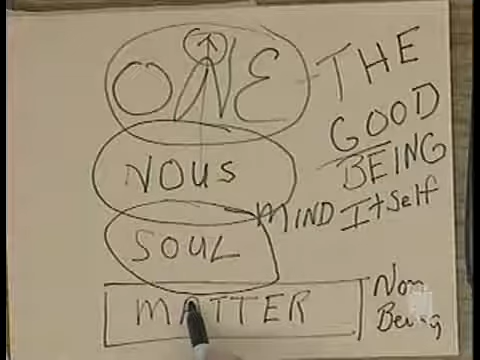 ONE THE
GOOD
BEING
NOUS
MIND ItSelf
SOUL
MATTER
Non
Being